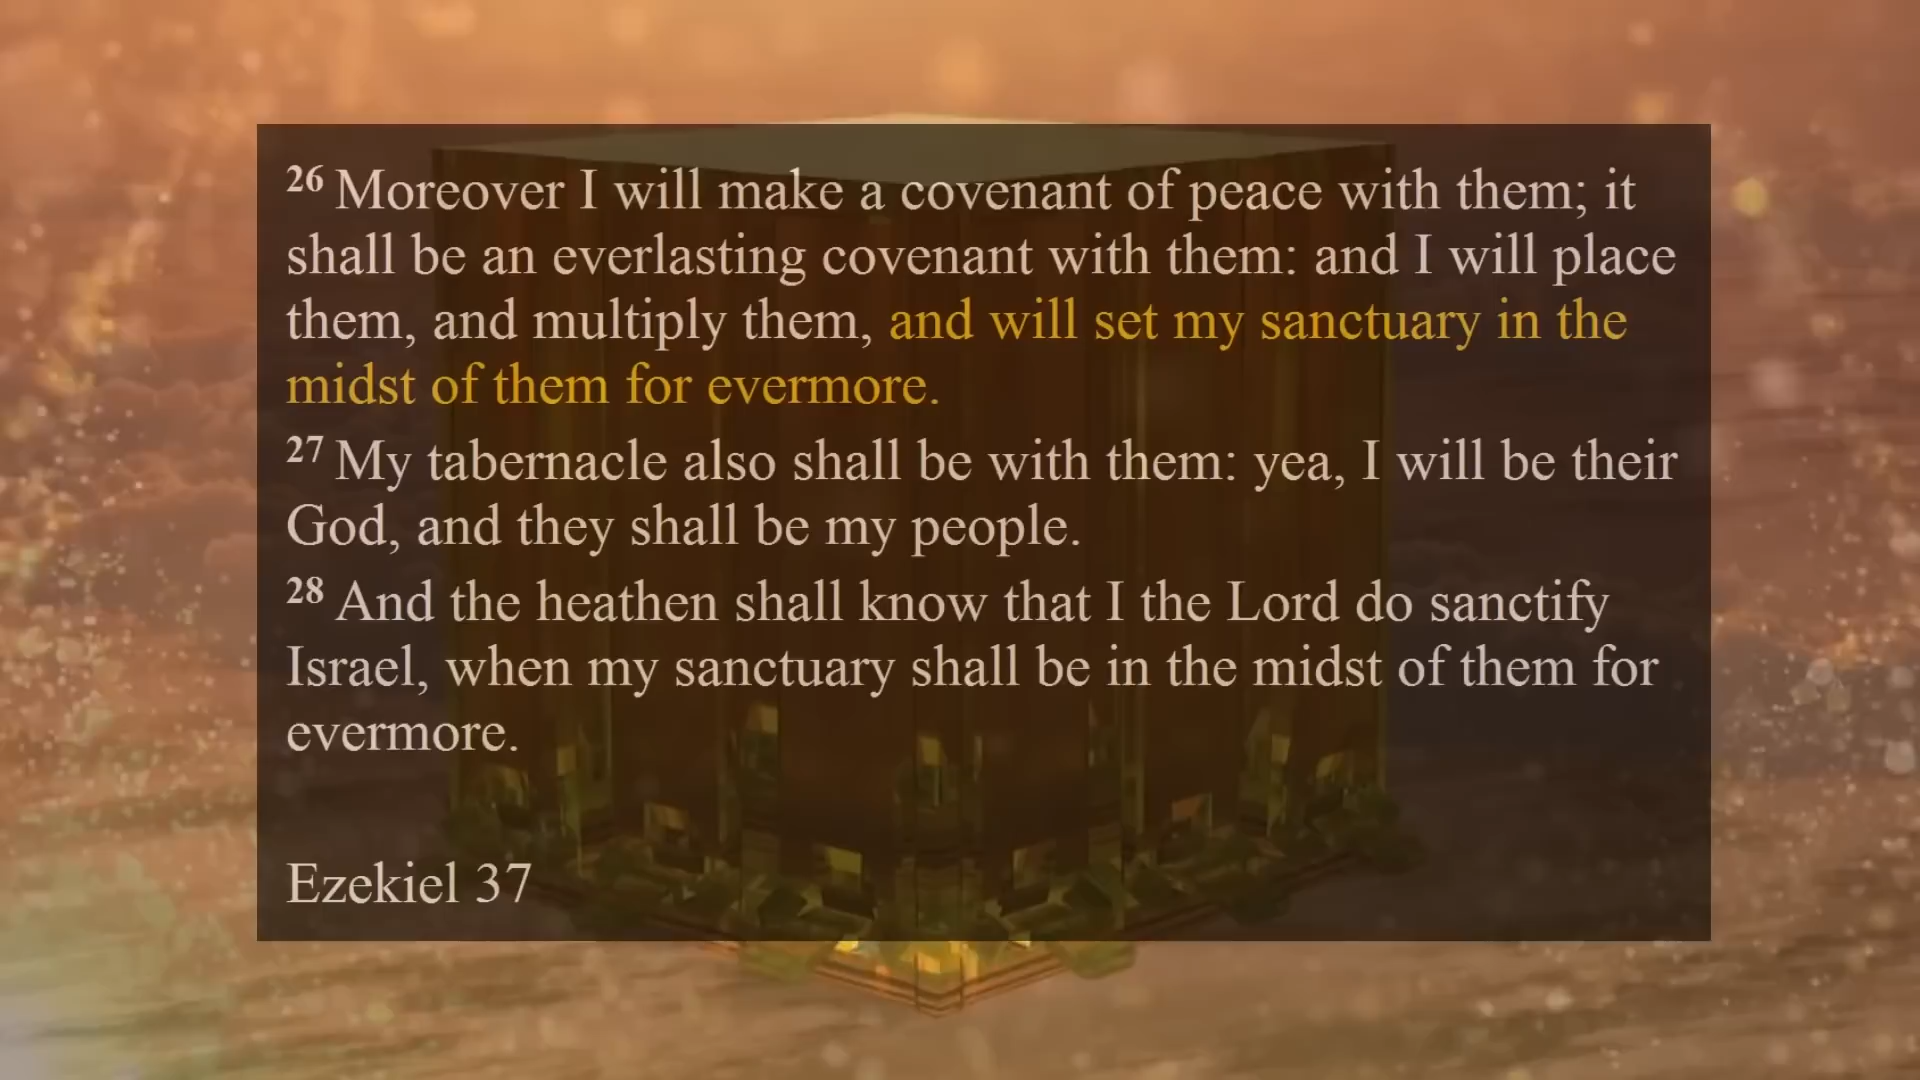 26 Moreover I will make a covenant of peace with them; it
shall be an everlasting covenant with them: and I will place
them, and multiply them, and will set my sanctuary in the
midst of them for evermore.
27 My tabernacle also shall be with them: yea, I will be their
God, and they shall be my people.
28 And the heathen shall know that I the Lord do sanctify
Israel, when my sanctuary shall be in the midst of them for
evermore.
Ezekiel 37